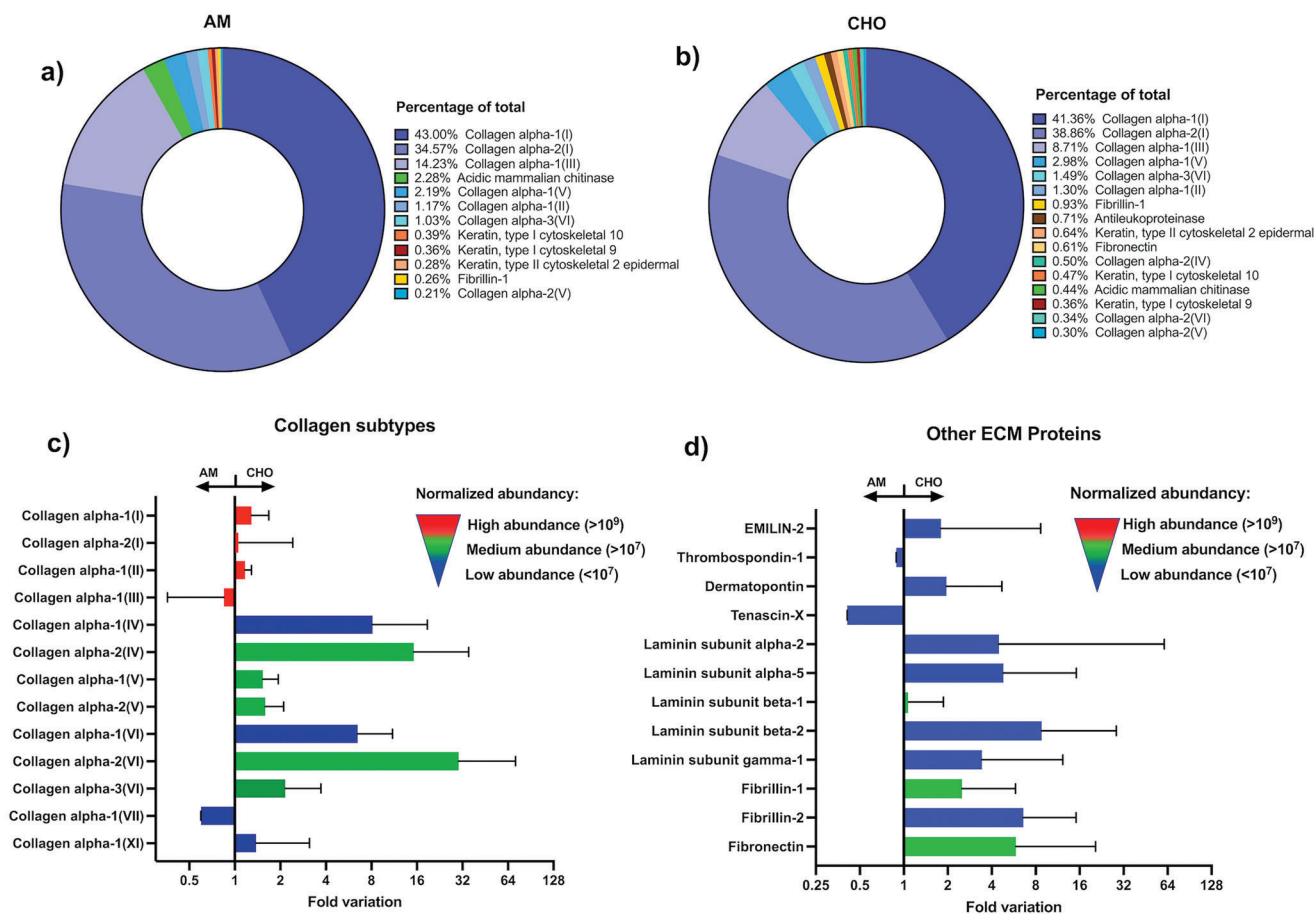 AM
a)
Percentage of total
43.00% Collagen alpha-1(I)
34.57% Collagen alpha-2(I)
14.23% Collagen alpha-1(III)
2.28% Acidic mammalian chitinase
2.19% Collagen alpha-1(V)
1.17% Collagen alpha-1(II)
1.03% Collagen alpha-3(VI)
0.39% Keratin, type I cytoskeletal 10
0.36% Keratin, type I cytoskeletal 9
0.28% Keratin, type II cytoskeletal 2 epidermal
0.26% Fibrillin-1
0.21% Collagen alpha-2(V)
CHO
b)
Percentage of total
41.36% Collagen alpha-1(I)
38.86% Collagen alpha-2(I)
8.71% Collagen alpha-1(III)
2.98% Collagen alpha-1(V)
1.49% Collagen alpha-3(VI)
1.30% Collagen alpha-1(II)
0.93% Fibrillin-1
0.71% Antileukoproteinase
0.64% Keratin, type II cytoskeletal 2 epidermal
0.61% Fibronectin
0.50% Collagen alpha-2(IV)
0.47% Keratin, type I cytoskeletal 10
0.44% Acidic mammalian chitinase
0.36% Keratin, type I cytoskeletal 9
0.34% Collagen alpha-2(VI)
0.30% Collagen alpha-2(V)
c)
Collagen subtypes
AM CHO
Normalized abundancy:
High abundance (>10⁹)
Medium abundance (>10⁷)
Low abundance (<10⁷)
Collagen alpha-1(I)
Collagen alpha-2(I)
Collagen alpha-1(II)
Collagen alpha-1(III)
Collagen alpha-1(IV)
Collagen alpha-2(IV)
Collagen alpha-1(V)
Collagen alpha-2(V)
Collagen alpha-1(VI)
Collagen alpha-2(VI)
Collagen alpha-3(VI)
Collagen alpha-1(VII)
Collagen alpha-1(XI)
0.5 1 2 4 8 16 32 64 128
Fold variation
d)
Other ECM Proteins
AM CHO
Normalized abundancy:
High abundance (>10⁹)
Medium abundance (>10⁷)
Low abundance (<10⁷)
EMILIN-2
Thrombospondin-1
Dermatopontin
Tenascin-X
Laminin subunit alpha-2
Laminin subunit alpha-5
Laminin subunit beta-1
Laminin subunit beta-2
Laminin subunit gamma-1
Fibrillin-1
Fibrillin-2
Fibronectin
0.25 0.5 1 2 4 8 16 32 64 128
Fold variation